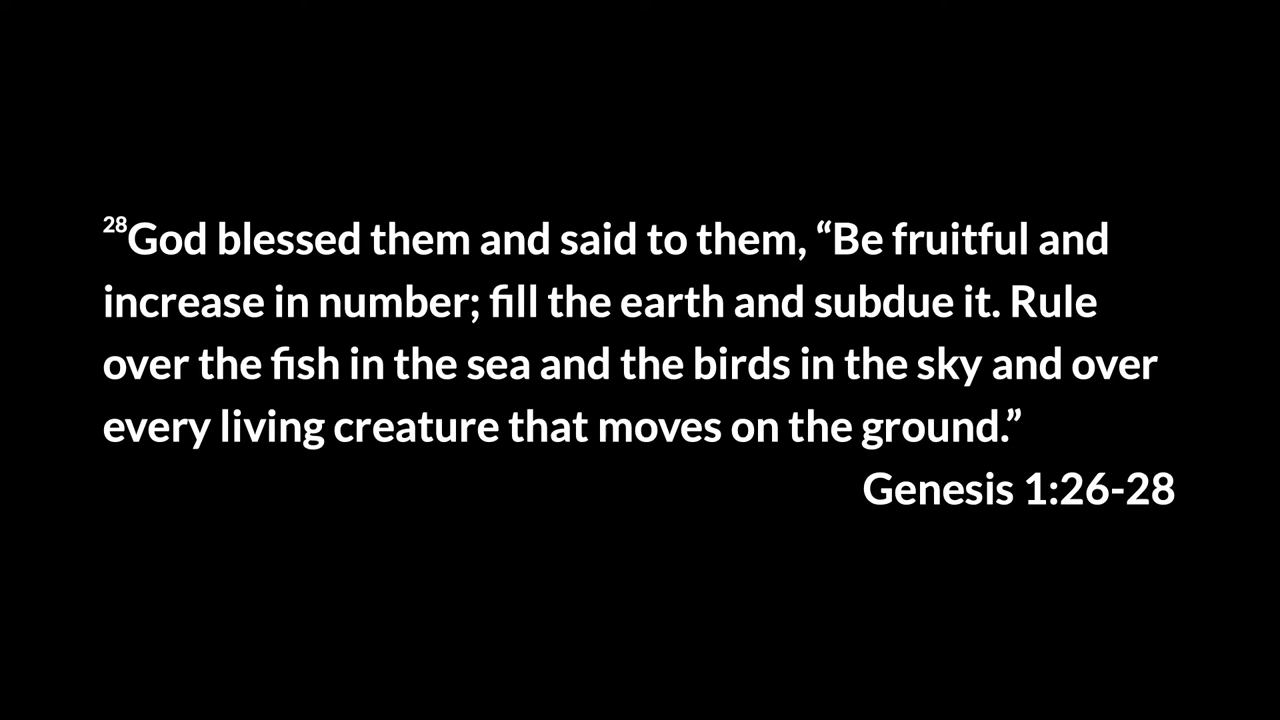 28God blessed them and said to them, “Be fruitful and
increase in number; fill the earth and subdue it. Rule
over the fish in the sea and the birds in the sky and over
every living creature that moves on the ground.”
Genesis 1:26-28